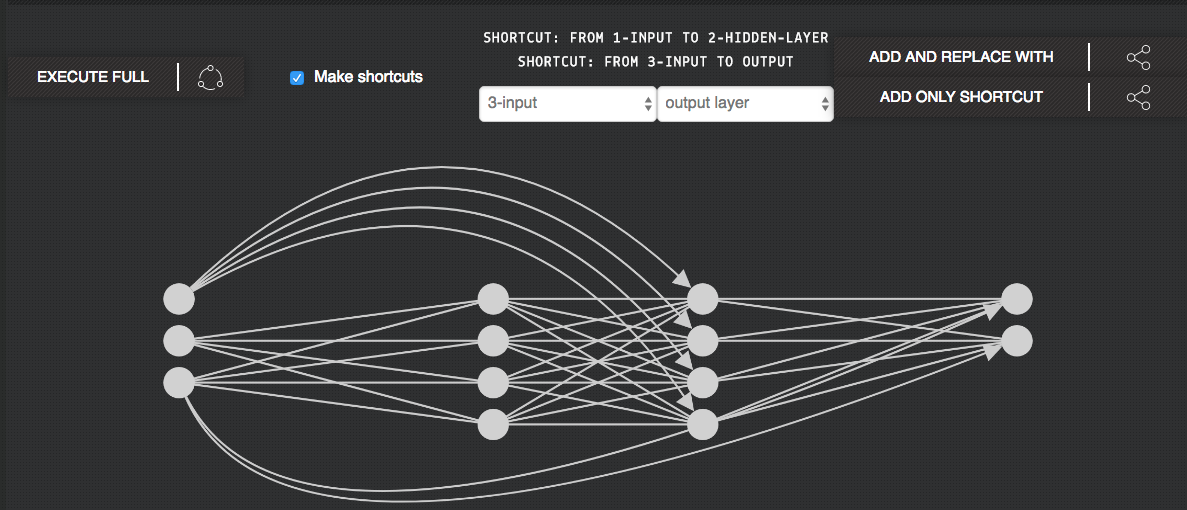 SHORTCUT: FROM 1-INPUT TO 2-HIDDEN-LAYER
SHORTCUT: FROM 3-INPUT TO OUTPUT
EXECUTE FULL
Make shortcuts
3-input
output layer
ADD AND REPLACE WITH
ADD ONLY SHORTCUT